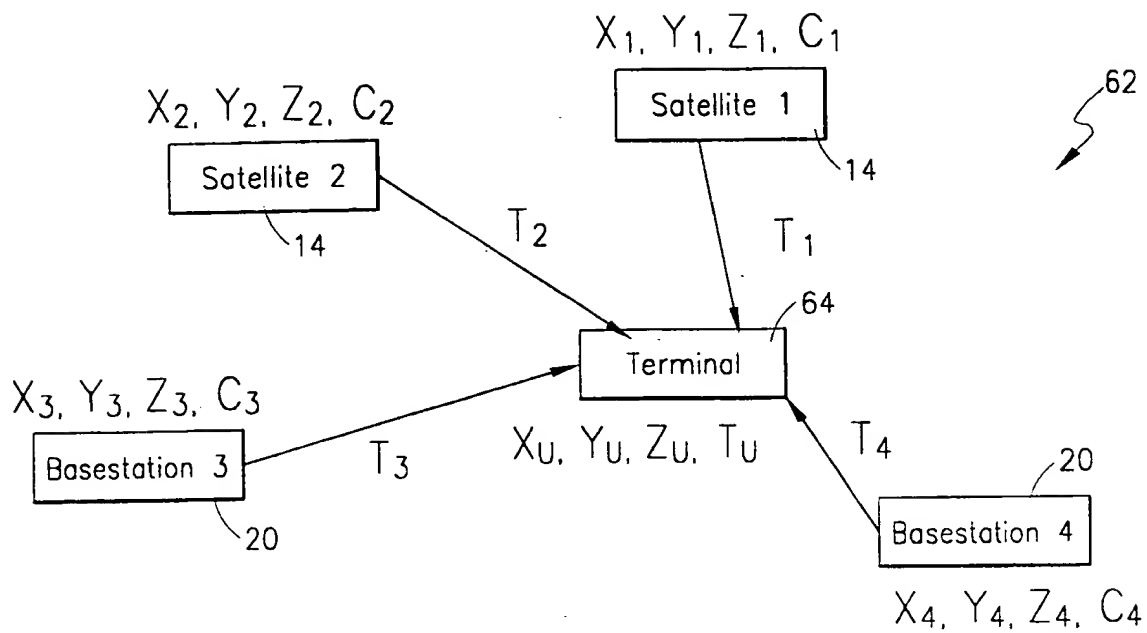 X1, Y1, Z1, C1
Satellite 1
14
62
X2, Y2, Z2, C2
Satellite 2
14
T2
T1
64
Terminal
XU, YU, ZU, TU
X3, Y3, Z3, C3
Basestation 3
20
T3
T4
20
Basestation 4
X4, Y4, Z4, C4